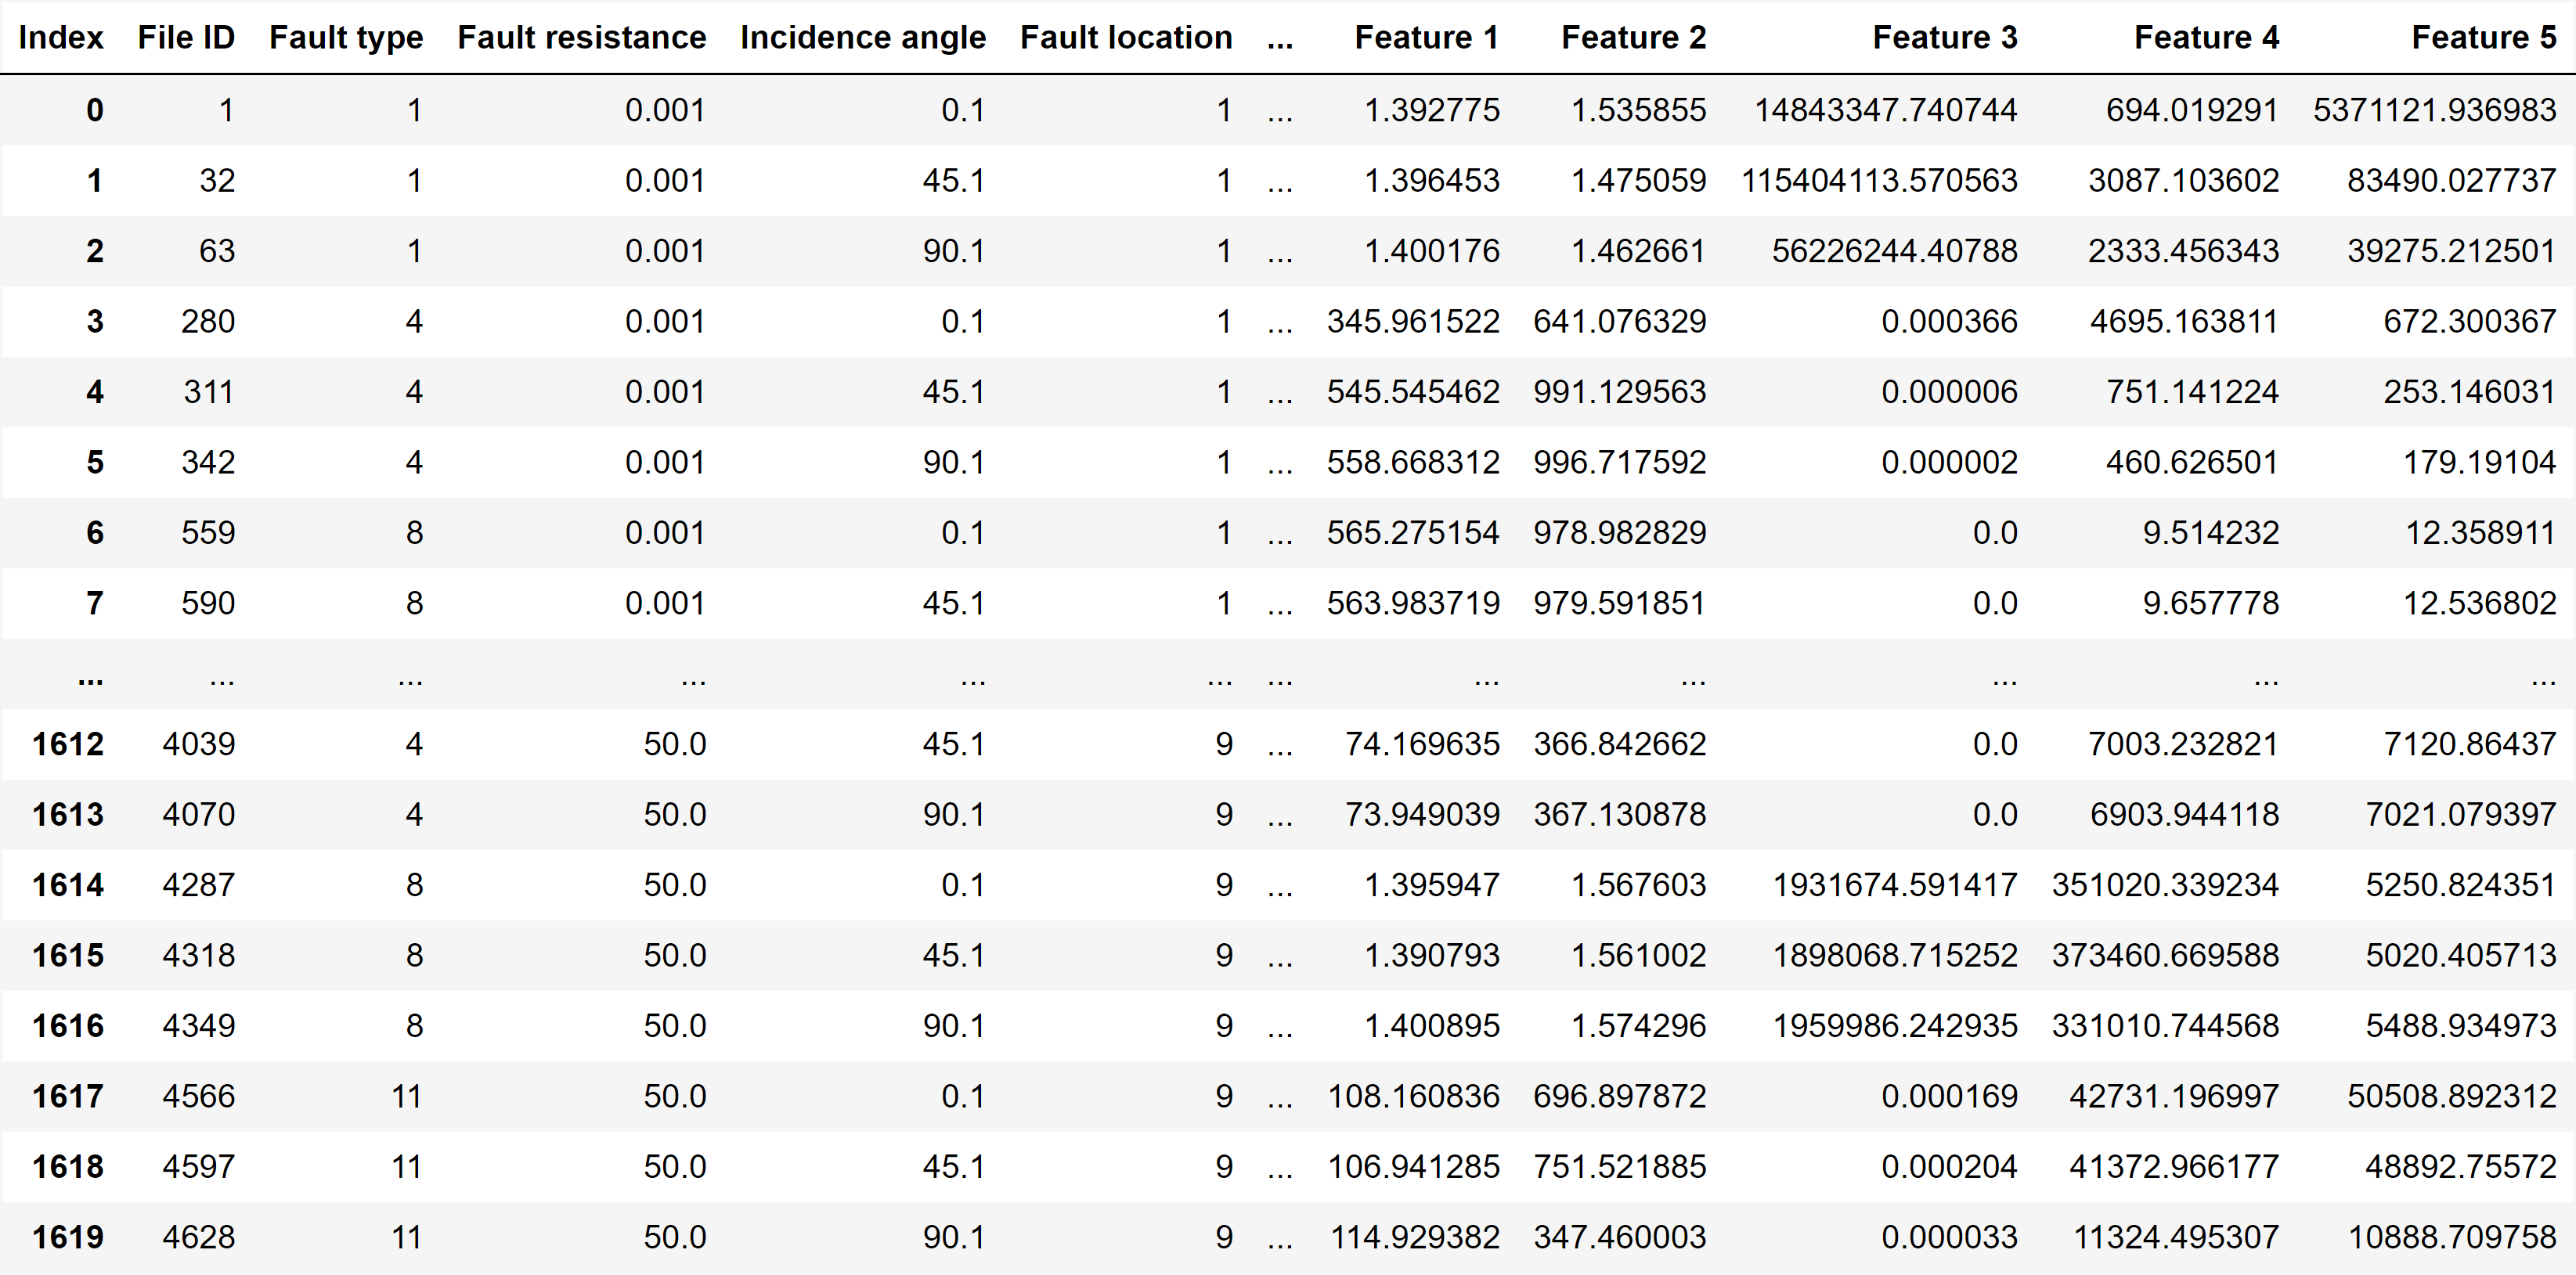 Index File ID Fault type Fault resistance Incidence angle Fault location ... Feature 1 Feature 2 Feature 3 Feature 4 Feature 5
0 1 1 0.001 0.1 1 ... 1.392775 1.535855 14843347.740744 694.019291 5371121.936983
1 32 1 0.001 45.1 1 ... 1.396453 1.475059 115404113.570563 3087.103602 83490.027737
2 63 1 0.001 90.1 1 ... 1.400176 1.462661 56226244.40788 2333.456343 39275.212501
3 280 4 0.001 0.1 1 ... 345.961522 641.076329 0.000366 4695.163811 672.300367
4 311 4 0.001 45.1 1 ... 545.545462 991.129563 0.000006 751.141224 253.146031
5 342 4 0.001 90.1 1 ... 558.668312 996.717592 0.000002 460.626501 179.19104
6 559 8 0.001 0.1 1 ... 565.275154 978.982829 0.0 9.514232 12.358911
7 590 8 0.001 45.1 1 ... 563.983719 979.591851 0.0 9.657778 12.536802
... ... ... ... ... ... ... ... ... ... ... ...
1612 4039 4 50.0 45.1 9 ... 74.169635 366.842662 0.0 7003.232821 7120.86437
1613 4070 4 50.0 90.1 9 ... 73.949039 367.130878 0.0 6903.944118 7021.079397
1614 4287 8 50.0 0.1 9 ... 1.395947 1.567603 1931674.591417 351020.339234 5250.824351
1615 4318 8 50.0 45.1 9 ... 1.390793 1.561002 1898068.715252 373460.669588 5020.405713
1616 4349 8 50.0 90.1 9 ... 1.400895 1.574296 1959986.242935 331010.744568 5488.934973
1617 4566 11 50.0 0.1 9 ... 108.160836 696.897872 0.000169 42731.196997 50508.892312
1618 4597 11 50.0 45.1 9 ... 106.941285 751.521885 0.000204 41372.966177 48892.75572
1619 4628 11 50.0 90.1 9 ... 114.929382 347.460003 0.000033 11324.495307 10888.709758